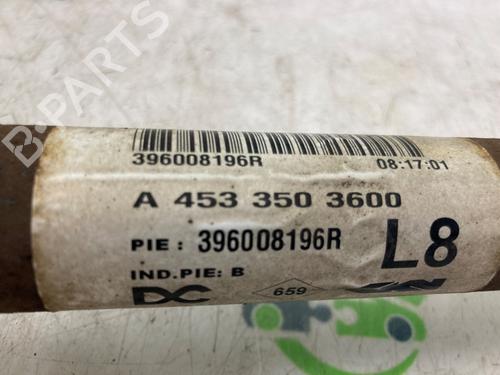 B-PARTS
396008196R 08:17:01
A 453 350 3600
PIE: 396008196R L8
IND.PIE: B
DC 659